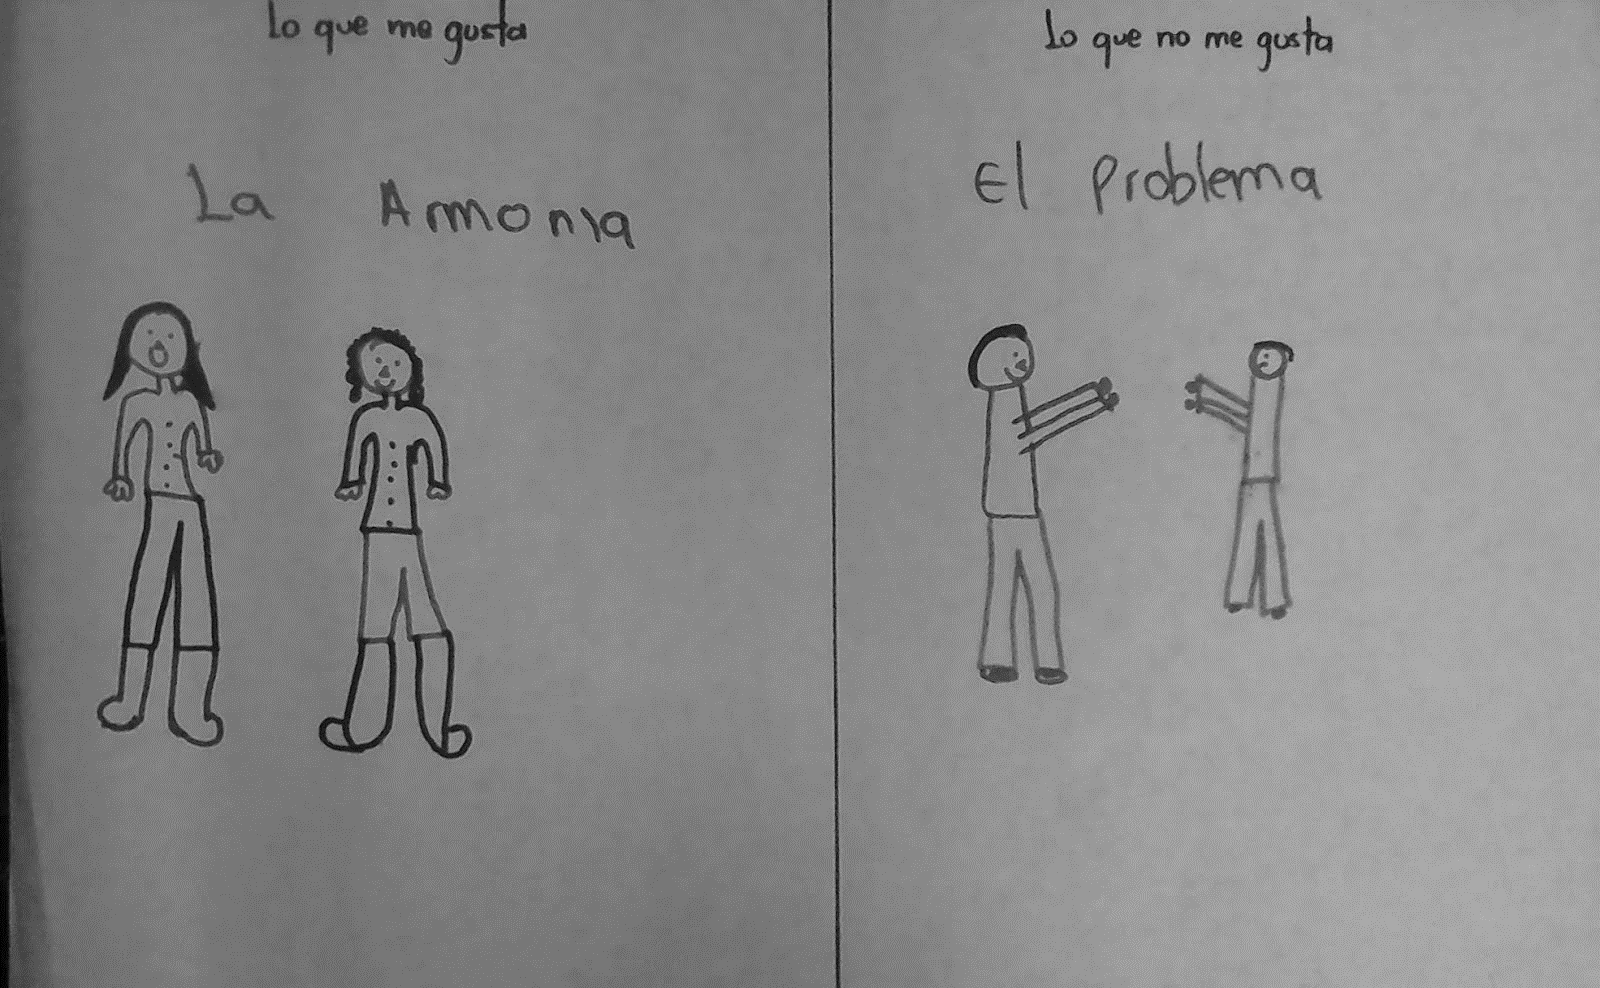 lo que me gusta
La Armonia
lo que no me gusta
El problema